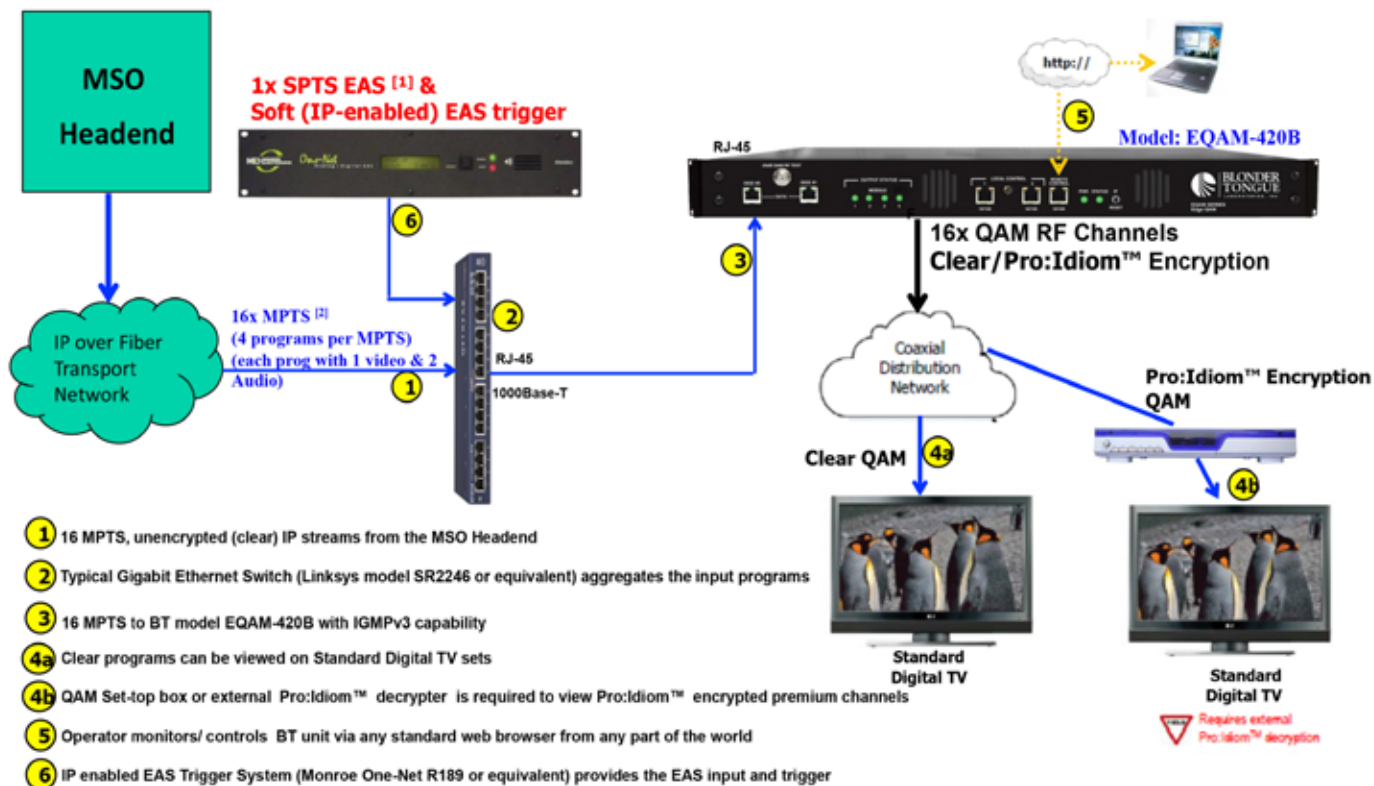 MSO
Headend
1x SPTS EAS [1] &
Soft (IP-enabled) EAS trigger
One-Net
6
http://
5
Model: EQAM-420B
RJ-45
OUTPUT STATUS
MODULE
LOCAL CONTROL
BLONDER
TONGUE
16x QAM RF Channels
Clear/Pro:Idiom™ Encryption
3
2
IP over Fiber
Transport
Network
16x MPTS [2]
(4 programs per MPTS)
(each prog with 1 video & 2
Audio)
1
RJ-45
1000Base-T
Coaxial
Distribution
Network
Pro:Idiom™ Encryption
QAM
Clear QAM
4a
4b
Standard
Digital TV
Standard
Digital TV
Requires external
Pro:Idiom™ decryption
1 16 MPTS, unencrypted (clear) IP streams from the MSO Headend
2 Typical Gigabit Ethernet Switch (Linksys model SR2246 or equivalent) aggregates the input programs
3 16 MPTS to BT model EQAM-420B with IGMPv3 capability
4a Clear programs can be viewed on Standard Digital TV sets
4b QAM Set-top box or external Pro:Idiom™ decrypter is required to view Pro:Idiom™ encrypted premium channels
5 Operator monitors/ controls BT unit via any standard web browser from any part of the world
6 IP enabled EAS Trigger System (Monroe One-Net R189 or equivalent) provides the EAS input and trigger